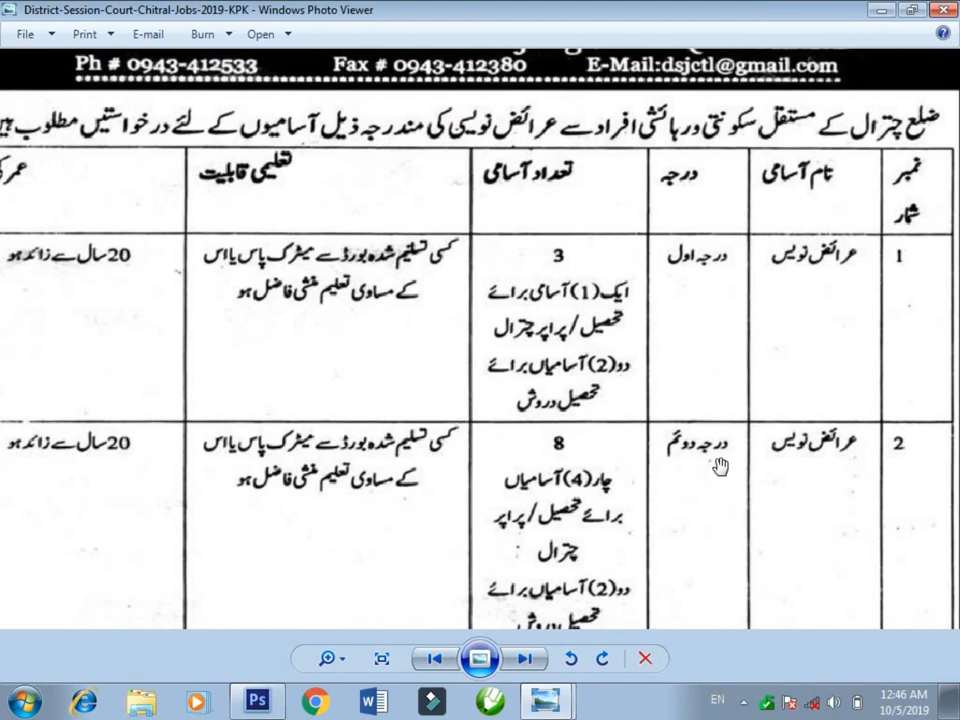 District-Session-Court-Chitral-Jobs-2019-KPK - Windows Photo Viewer
File Print E-mail Burn Open
Ph # 0943-412533 Fax # 0943-412380 E-Mail:dsjctl@gmail.com
ضلع چترال کے مستقل سکونتی و رہائشی افراد سے عرائض نویسی کی مندرجہ ذیل آسامیوں کے لئے درخواستیں مطلوب ہیں
نمبر شمار نام آسامی درجہ تعداد آسامی تعلیمی قابلیت
1 عرائض نویس درجہ اول 3 کسی تسلیم شدہ بورڈ سے میٹرک پاس یا اس 20 سال سے زائد ہو
ایک (1) آسامی برائے کے مساوی تعلیم منشی فاضل ہو
تحصیل / پراپر چترال
دو (2) آسامیاں برائے
تحصیل دروش
2 عرائض نویس درجہ دوئم 8 کسی تسلیم شدہ بورڈ سے میٹرک پاس یا اس 20 سال سے زائد ہو
چار (4) آسامیاں کے مساوی تعلیم منشی فاضل ہو
برائے تحصیل / پراپر
چترال
دو (2) آسامیاں برائے
تحصیل دروش
Ps W EN 12:46 AM
10/5/2019